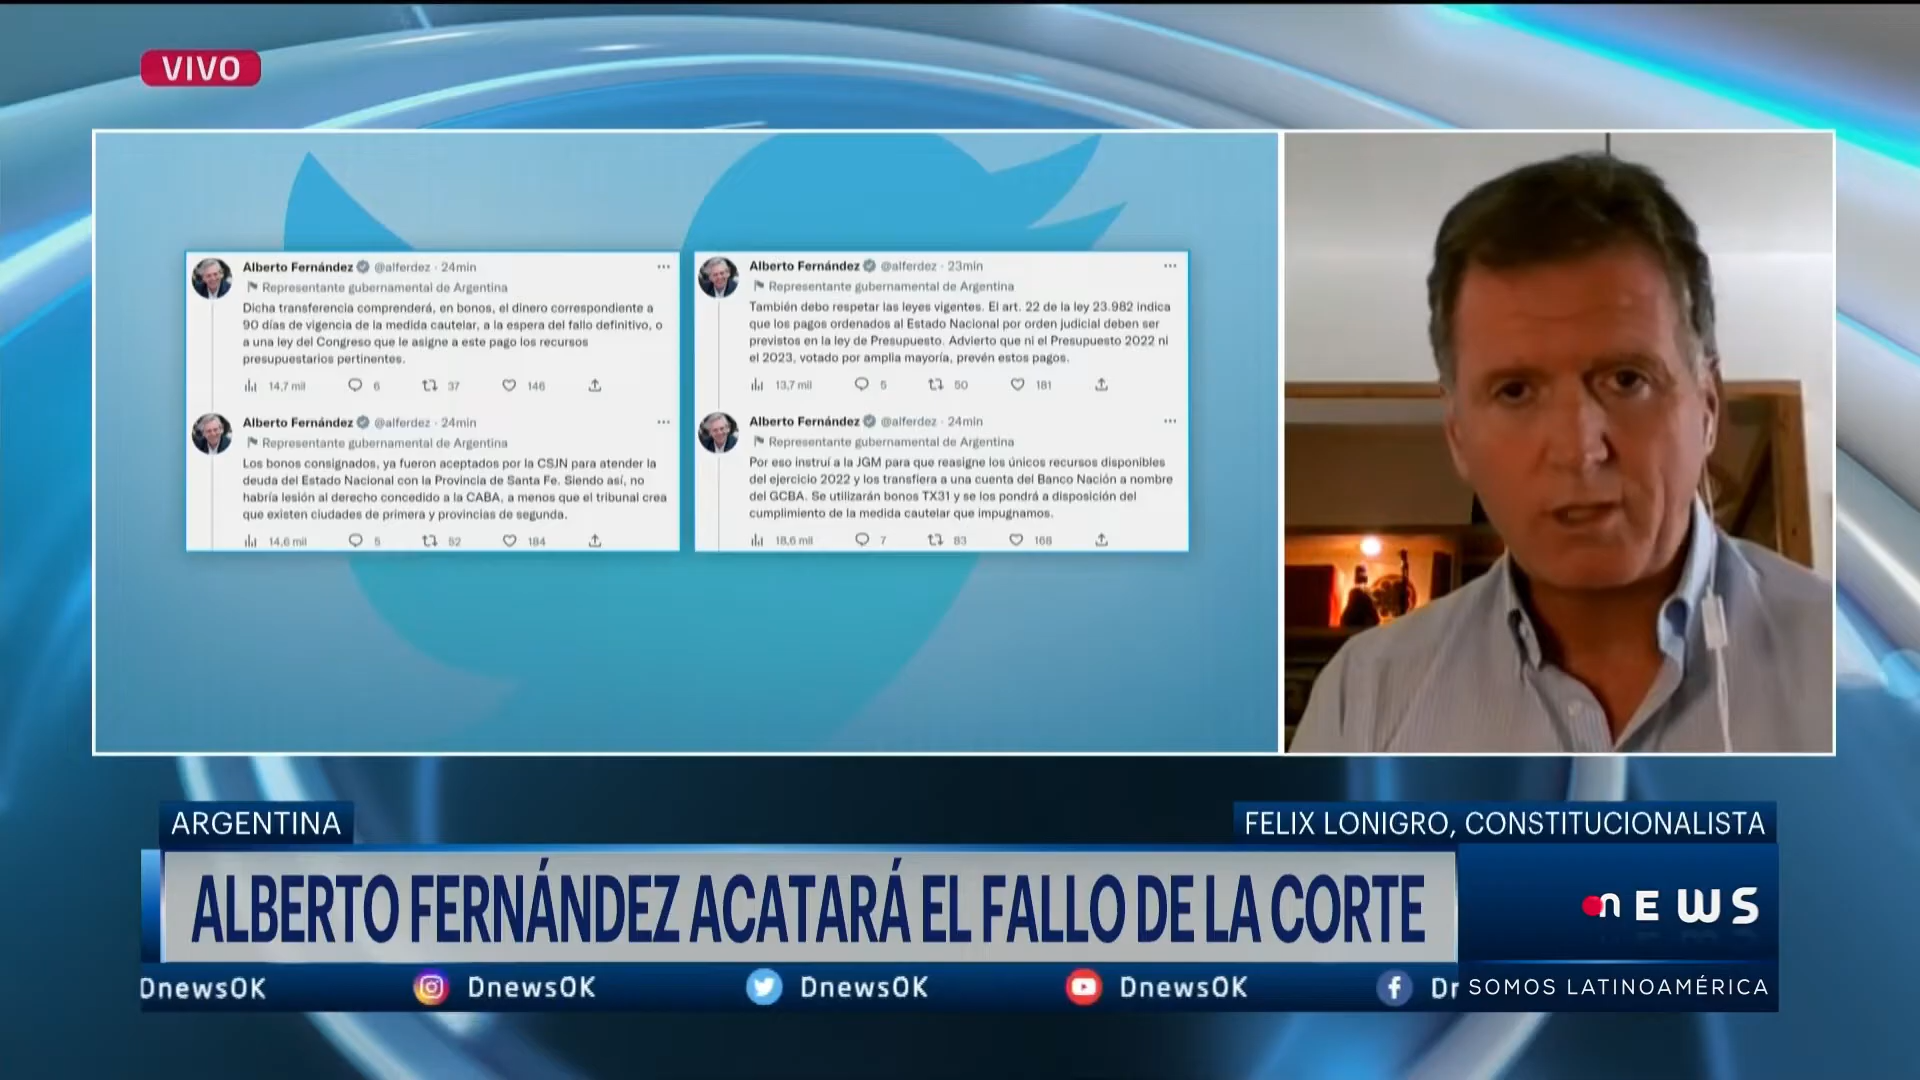 VIVO
Alberto Fernández @alferdez · 24min
Representante gubernamental de Argentina
Dicha transferencia comprenderá, en bonos, el dinero correspondiente a
90 días de vigencia de la medida cautelar, a la espera del fallo definitivo, o
a una ley del Congreso que le asigne a este pago los recursos
presupuestarios pertinentes.
14,7 mil 6 37 146
Alberto Fernández @alferdez · 24min
Representante gubernamental de Argentina
Los bonos consignados, ya fueron aceptados por la CSJN para atender la
deuda del Estado Nacional con la Provincia de Santa Fe. Siendo así, no
habría lesión al derecho concedido a la CABA, a menos que el tribunal crea
que existen ciudades de primera y provincias de segunda.
14,6 mil 5 52 184
Alberto Fernández @alferdez · 23min
Representante gubernamental de Argentina
También debo respetar las leyes vigentes. El art. 22 de la ley 23.982 indica
que los pagos ordenados al Estado Nacional por orden judicial deben ser
previstos en la ley de Presupuesto. Advierto que ni el Presupuesto 2022 ni
el 2023, votado por amplia mayoría, prevén estos pagos.
13,7 mil 5 50 181
Alberto Fernández @alferdez · 24min
Representante gubernamental de Argentina
Por eso instruí a la JGM para que reasigne los únicos recursos disponibles
del ejercicio 2022 y los transfiera a una cuenta del Banco Nación a nombre
del GCBA. Se utilizarán bonos TX31 y se los pondrá a disposición del
cumplimiento de la medida cautelar que impugnamos.
18,6 mil 7 83 168
ARGENTINA
FELIX LONIGRO, CONSTITUCIONALISTA
ALBERTO FERNÁNDEZ ACATARÁ EL FALLO DE LA CORTE
nEWS
DnewsOK DnewsOK DnewsOK DnewsOK Dr
SOMOS LATINOAMÉRICA